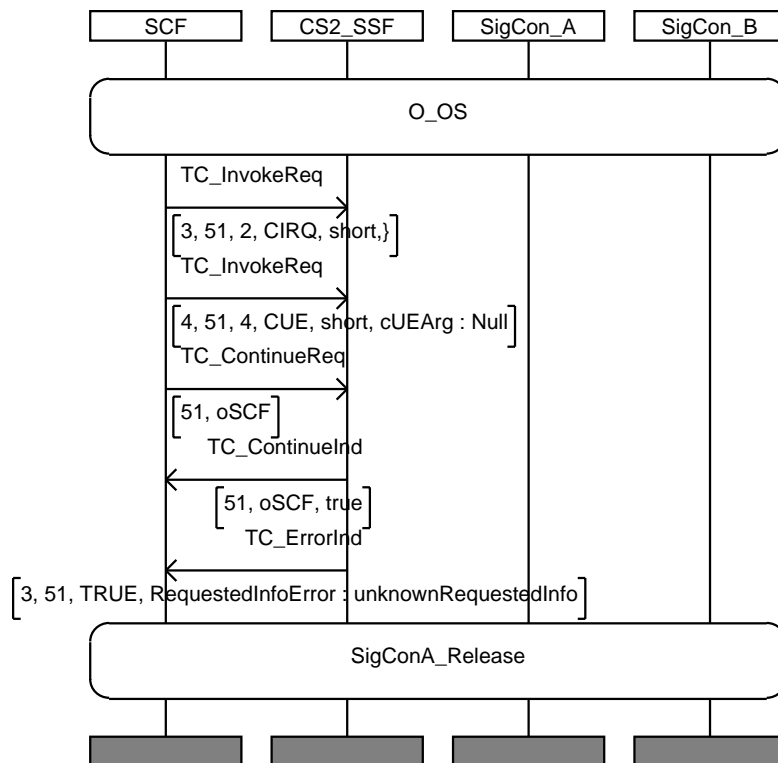 SCF CS2_SSF SigCon_A SigCon_B
O_OS
TC_InvokeReq
[3, 51, 2, CIRQ, short,}]
TC_InvokeReq
[4, 51, 4, CUE, short, cUEArg : Null]
TC_ContinueReq
[51, oSCF]
TC_ContinueInd
[51, oSCF, true]
TC_ErrorInd
[3, 51, TRUE, RequestedInfoError : unknownRequestedInfo]
SigConA_Release